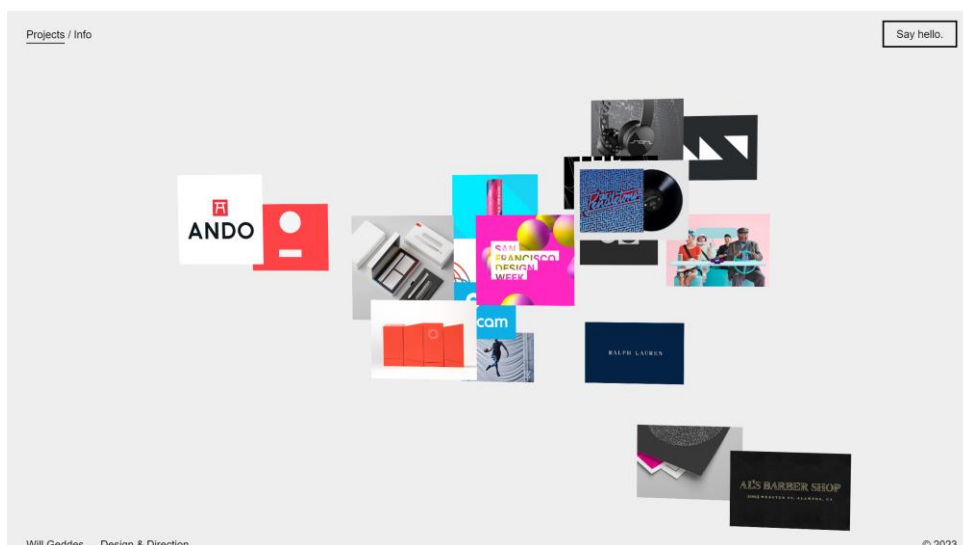 Projects / Info
Say hello.
ANDO
SAN
FRANCISCO
DESIGN
WEEK
cam
RALPH LAUREN
AL'S BARBER SHOP
Will Geddes
Design & Direction
© 2023